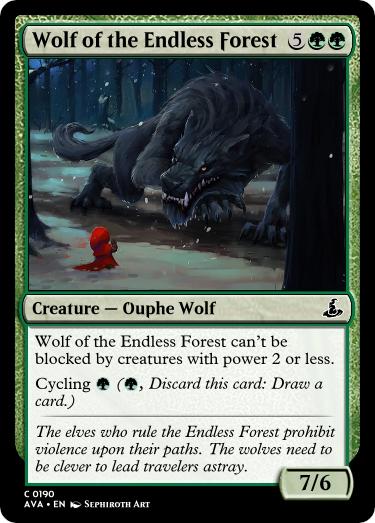 Wolf of the Endless Forest 5
Creature — Ouphe Wolf
Wolf of the Endless Forest can't be
blocked by creatures with power 2 or less.
Cycling (, Discard this card: Draw a
card.)
The elves who rule the Endless Forest prohibit
violence upon their paths. The wolves need to
be clever to lead travelers astray.
7/6
C 0190
AVA • EN Sephiroth Art